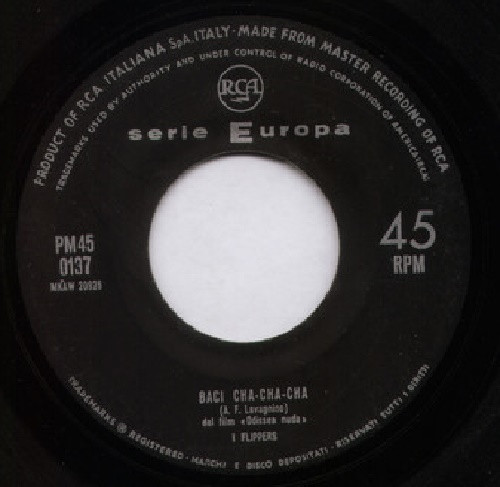 PRODUCT OF RCA ITALIANA SpA, ITALY - MADE FROM MASTER RECORDING OF RCA
TRADEMARKS USED BY AUTHORITY AND UNDER CONTROL OF RADIO CORPORATION OF AMERICA (RCA)
RCA
serie Europa
PM45
0137
45
RPM
BACI CHA-CHA-CHA
(A. F. Lavagnino)
dal film «Odissea nuda»
I FLIPPERS
TRADEMARKS ® REGISTERED - MARCHI E DISCO DEPOSITATI - RISERVATI TUTTI I DIRITTI